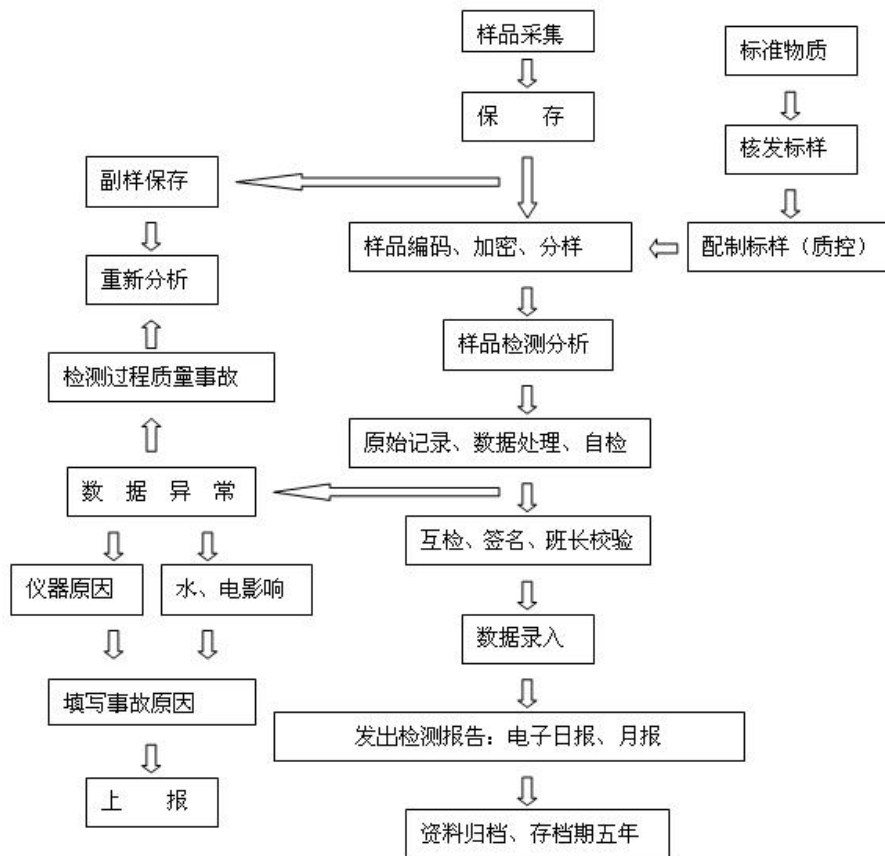 样品采集
标准物质
保 存
核发标样
副样保存
样品编码、加密、分样
配制标样（质控）
重新分析
样品检测分析
检测过程质量事故
原始记录、数据处理、自检
数 据 异 常
互检、签名、班长校验
仪器原因
水、电影响
数据录入
填写事故原因
发出检测报告：电子日报、月报
上 报
资料归档、存档期五年